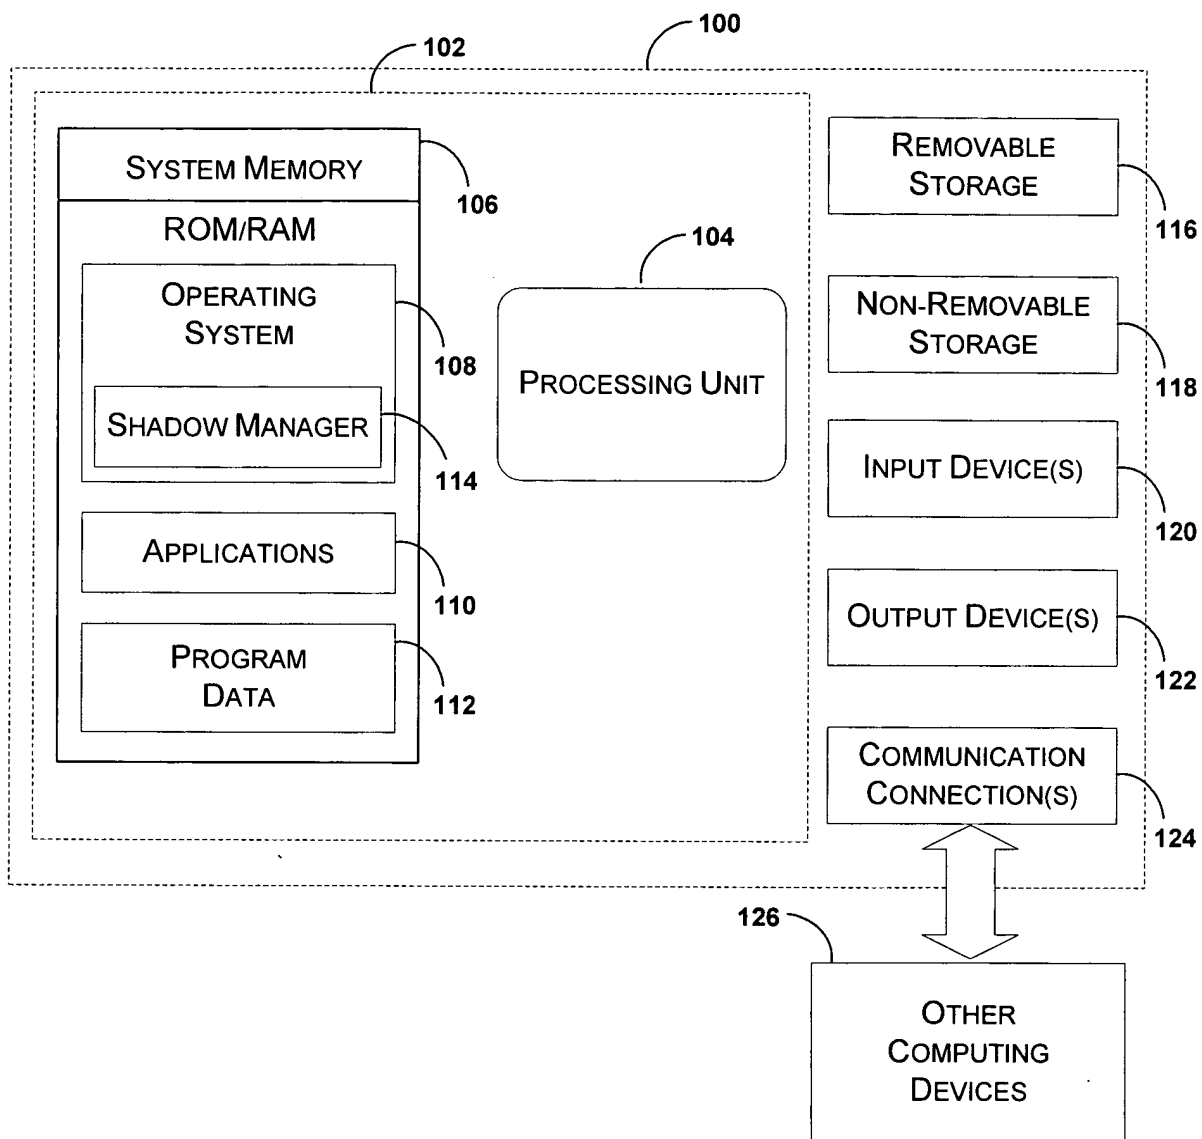 100
102
SYSTEM MEMORY
106
ROM/RAM
OPERATING
SYSTEM
108
SHADOW MANAGER
114
APPLICATIONS
110
PROGRAM
DATA
112
104
PROCESSING UNIT
REMOVABLE
STORAGE
116
NON-REMOVABLE
STORAGE
118
INPUT DEVICE(S)
120
OUTPUT DEVICE(S)
122
COMMUNICATION
CONNECTION(S)
124
126
OTHER
COMPUTING
DEVICES